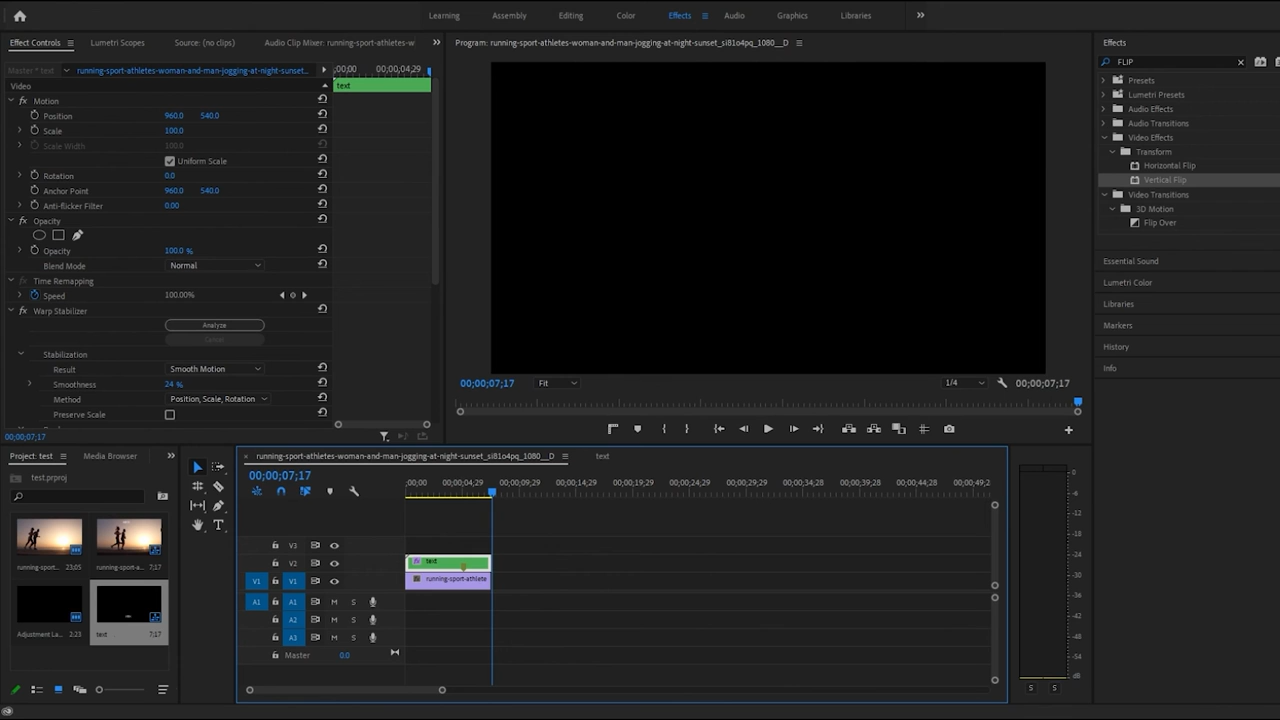 Learning Assembly Editing Color Effects Audio Graphics Libraries
Effect Controls Lumetri Scopes Source: (no clips) Audio Clip Mixer: running-sport-athletes-w
Program: running-sport-athletes-woman-and-man-jogging-at-night-sunset_si81o4pq_1080__D
Effects
FLIP
Master * text running-sport-athletes-woman-and-man-jogging-at-night-sunset...
;00;00 00;00;04;29
Video
text
Motion
Position 960.0 540.0
Scale 100.0
Scale Width 100.0
Uniform Scale
Rotation 0.0
Anchor Point 960.0 540.0
Anti-flicker Filter 0.00
Opacity
Opacity 100.0 %
Blend Mode Normal
Time Remapping
Speed 100.00%
Warp Stabilizer
Analyze
Cancel
Stabilization
Result Smooth Motion
Smoothness 24 %
Method Position, Scale, Rotation
Preserve Scale
00;00;07;17
00;00;07;17 Fit 1/4 00;00;07;17
Presets
Lumetri Presets
Audio Effects
Audio Transitions
Video Effects
Transform
Horizontal Flip
Vertical Flip
Video Transitions
3D Motion
Flip Over
Essential Sound
Lumetri Color
Libraries
Markers
History
Info
Project: test Media Browser
test.prproj
running-sport... 23;05
running-sport-a... 7;17
Adjustment La... 2;23
text 7;17
running-sport-athletes-woman-and-man-jogging-at-night-sunset_si81o4pq_1080__D text
00;00;07;17
;00;00 00;00;04;29 00;00;09;29 00;00;14;29 00;00;19;29 00;00;24;29 00;00;29;29 00;00;34;28 00;00;39;28 00;00;44;28 00;00;49;2
V3
V2
text
V1 V1
running-sport-athlete
A1 A1 M S
A2 M S
A3 M S
Master 0.0
0
-6
-12
-18
-24
-30
-36
-42
-48
-54
dB
S S